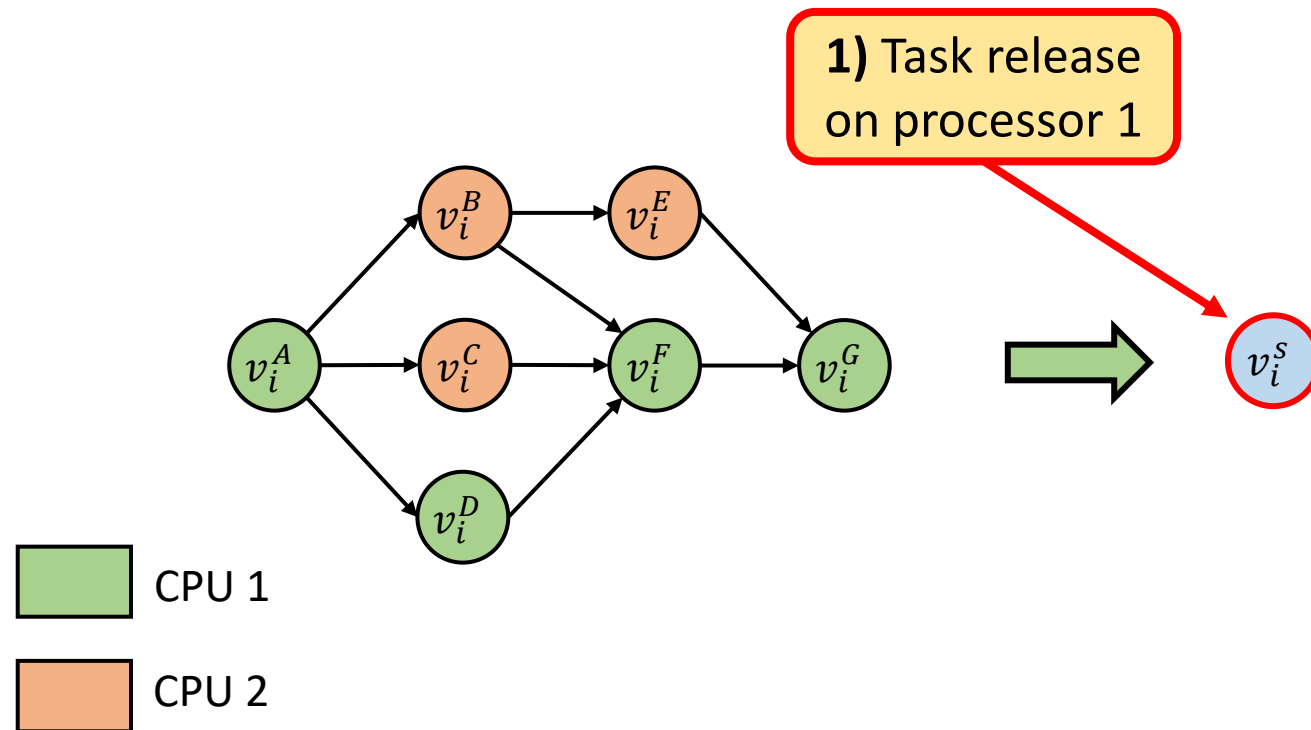 1) Task release
on processor 1
v_i^B
v_i^E
v_i^A
v_i^C
v_i^F
v_i^G
v_i^s
v_i^D
CPU 1
CPU 2